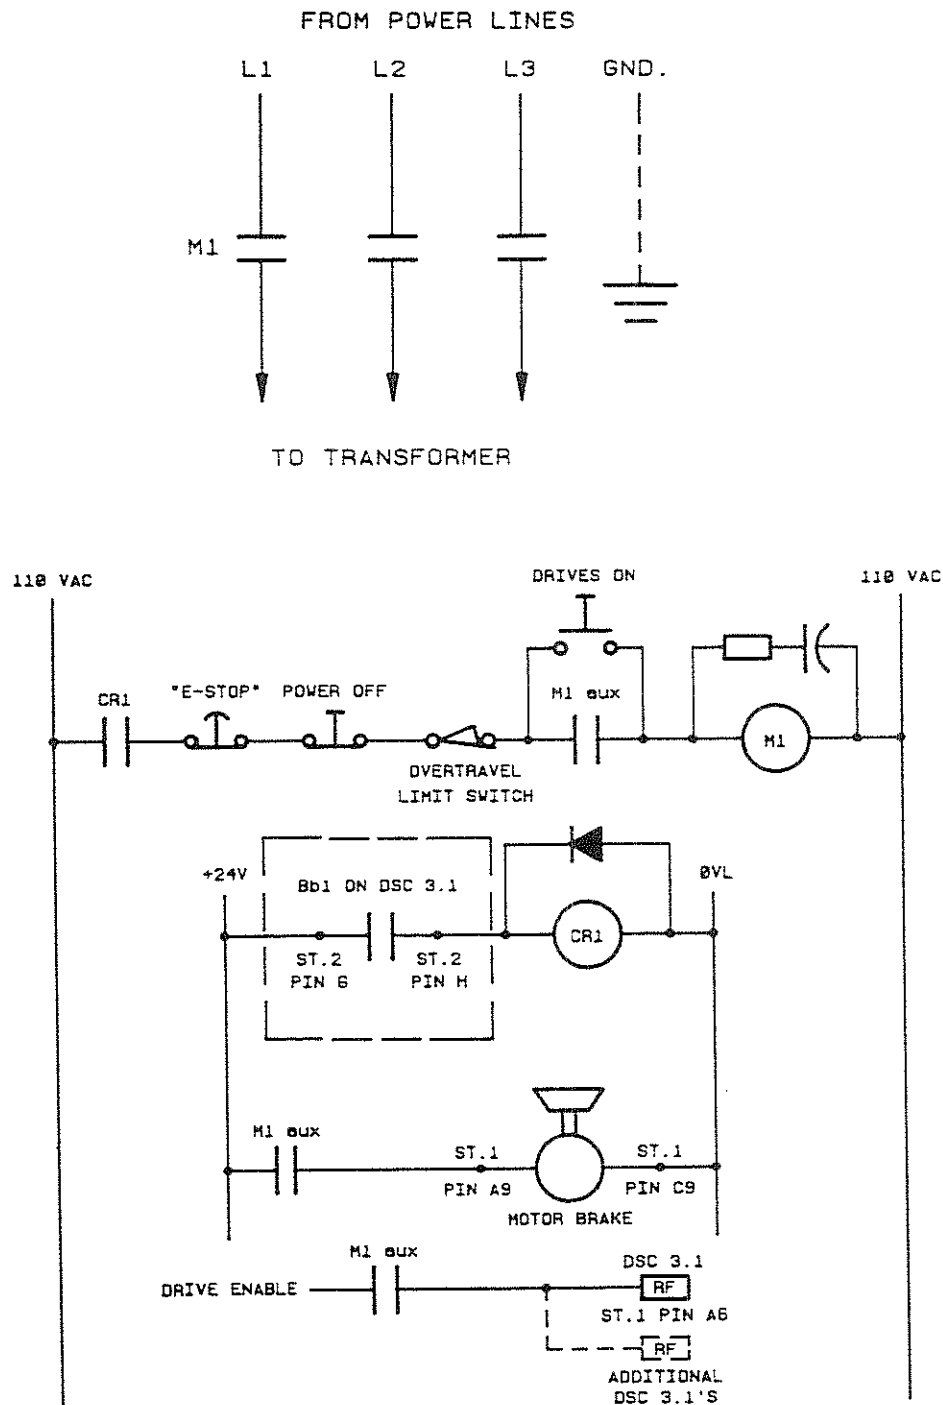 FROM POWER LINES
L1 L2 L3 GND.
M1
TO TRANSFORMER
110 VAC DRIVES ON 110 VAC
CR1 "E-STOP" POWER OFF M1 aux M1
OVERTRAVEL
LIMIT SWITCH
+24V Bb1 ON DSC 3.1 0VL
CR1
ST.2 ST.2
PIN G PIN H
M1 aux ST.1 ST.1
PIN A9 PIN C9
MOTOR BRAKE
M1 aux DSC 3.1
DRIVE ENABLE RF
ST.1 PIN A6
RF
ADDITIONAL
DSC 3.1'S